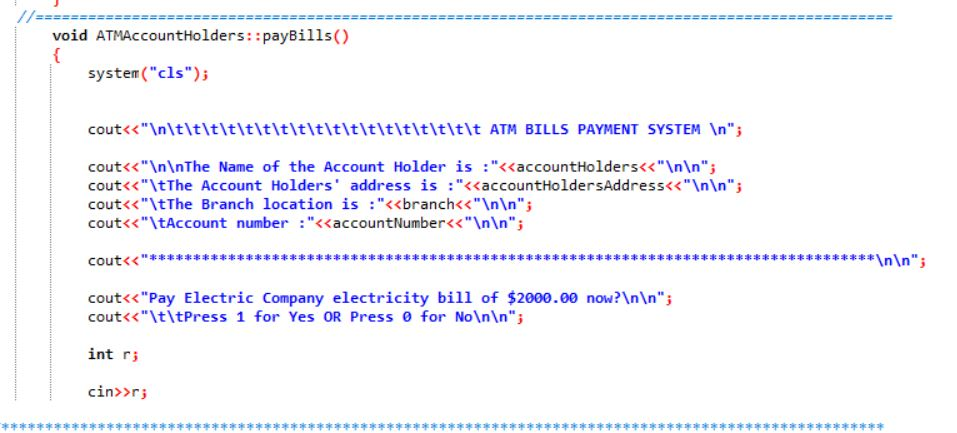 }
//==================================================================================================
void ATMAccountHolders::payBills()
{
system("cls");
cout<<"\n\t\t\t\t\t\t\t\t\t\t\t\t\t\t\t\t\t\t ATM BILLS PAYMENT SYSTEM \n";
cout<<"\n\nThe Name of the Account Holder is :"<<accountHolders<<"\n\n";
cout<<"\tThe Account Holders' address is :"<<accountHoldersAddress<<"\n\n";
cout<<"\tThe Branch location is :"<<branch<<"\n\n";
cout<<"\tAccount number :"<<accountNumber<<"\n\n";
cout<<"***********************************************************************************\n\n";
cout<<"Pay Electric Company electricity bill of $2000.00 now?\n\n";
cout<<"\t\tPress 1 for Yes OR Press 0 for No\n\n";
int r;
cin>>r;
*****************************************************************************************************